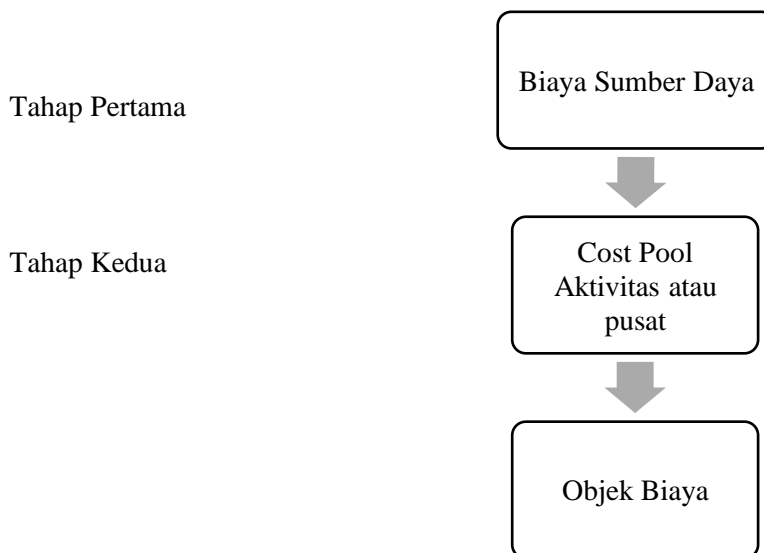 Biaya Sumber Daya
Tahap Pertama
Tahap Kedua
Cost Pool
Aktivitas atau
pusat
Objek Biaya